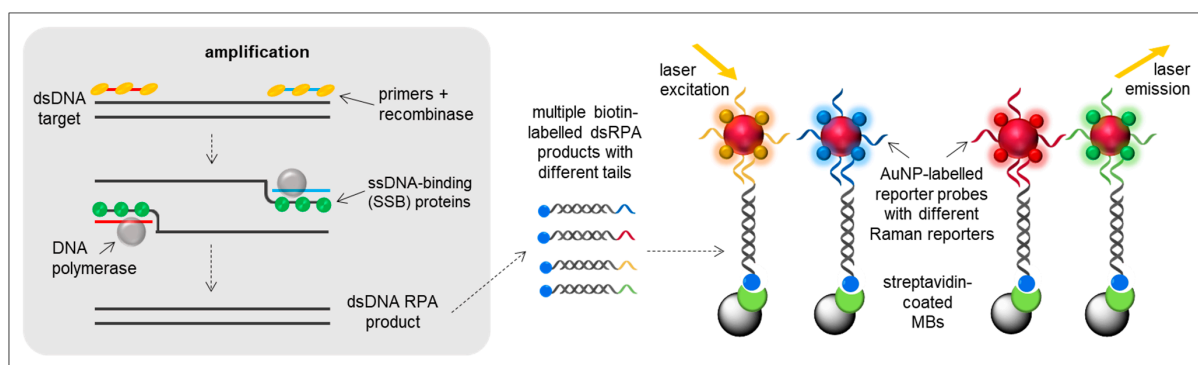 amplification
dsDNA
target
primers +
recombinase
ssDNA-binding
(SSB) proteins
DNA
polymerase
dsDNA RPA
product
multiple biotin-
labelled dsRPA
products with
different tails
laser
excitation
laser
emission
AuNP-labelled
reporter probes
with different
Raman reporters
streptavidin-
coated
MBs